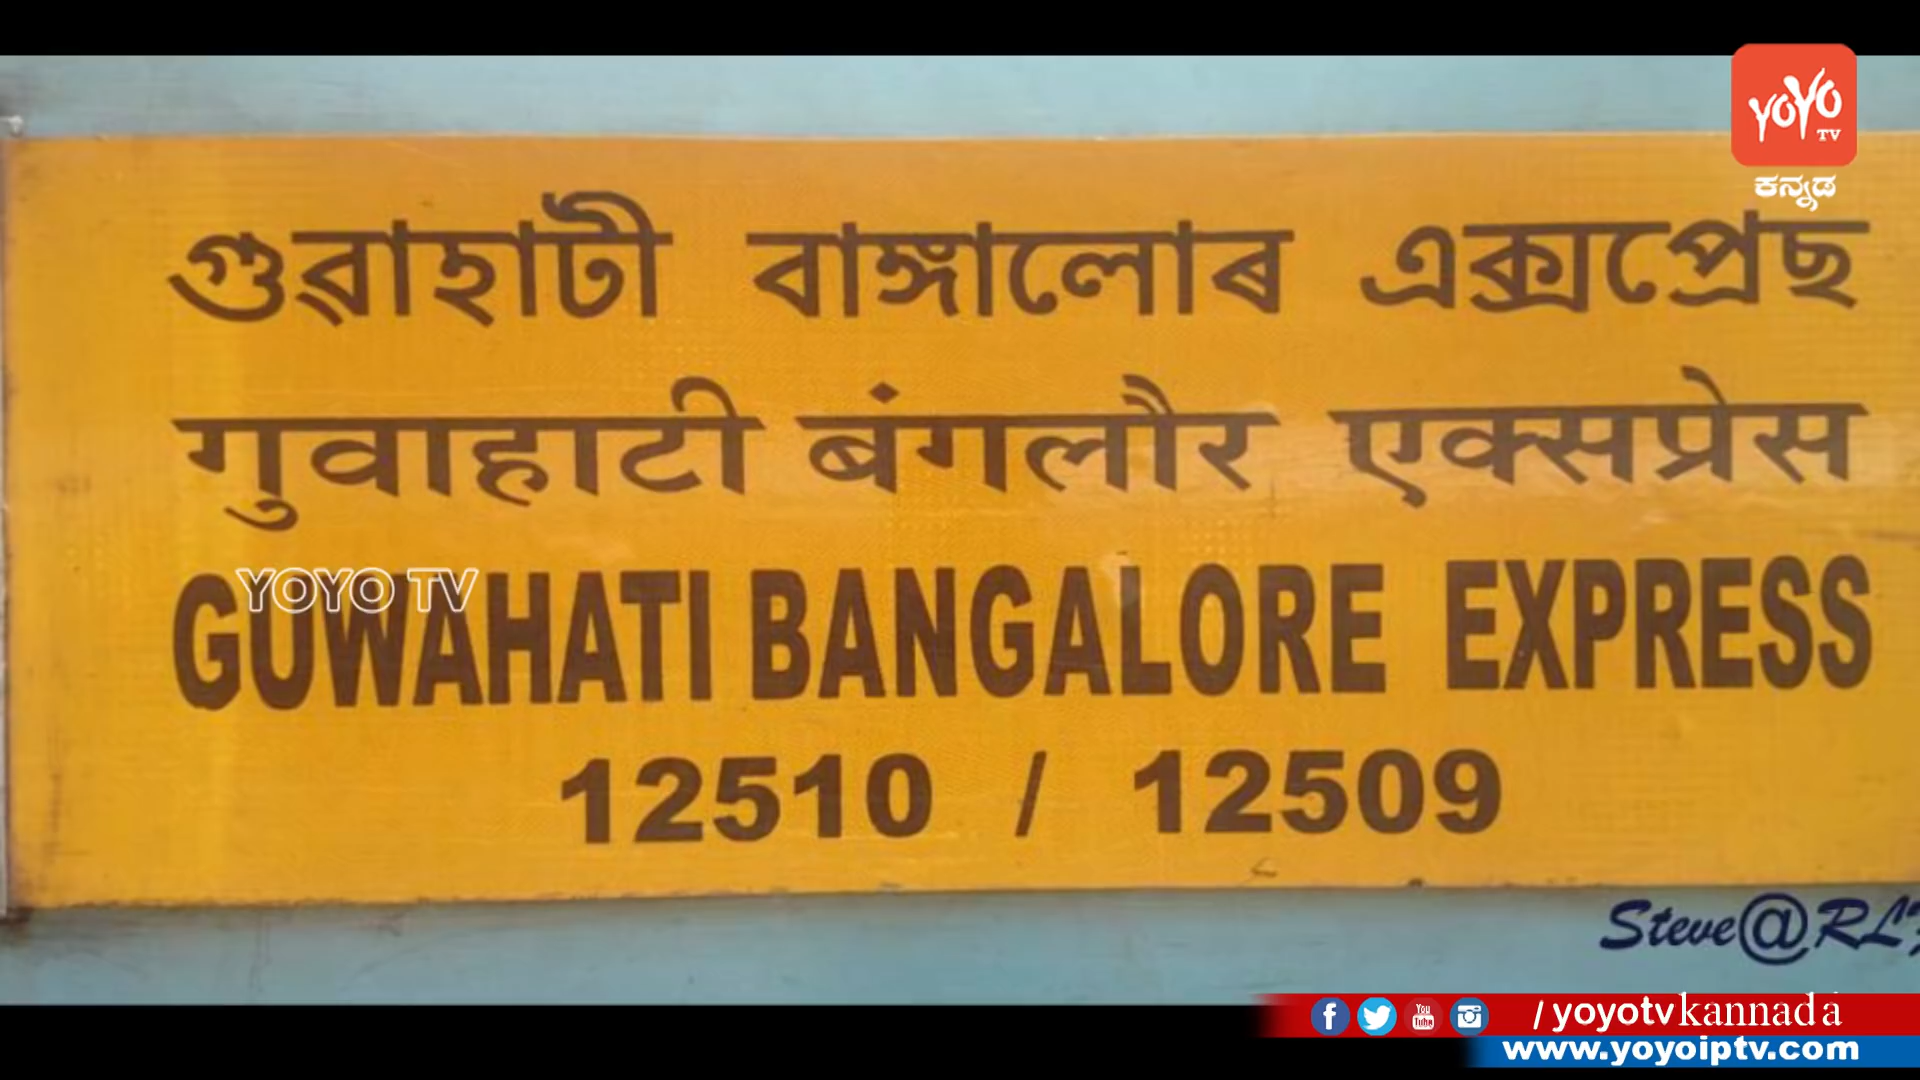 YOYO
TV
ಕನ್ನಡ
গুৱাহাটী বাঙ্গালোৰ এক্সপ্ৰেছ
गुवाहाटी बंगलौर एक्सप्रेस
YOYO TV
GUWAHATI BANGALORE EXPRESS
12510 / 12509
Steve@RL
/ yoyotvkannada
www.yoyoiptv.com